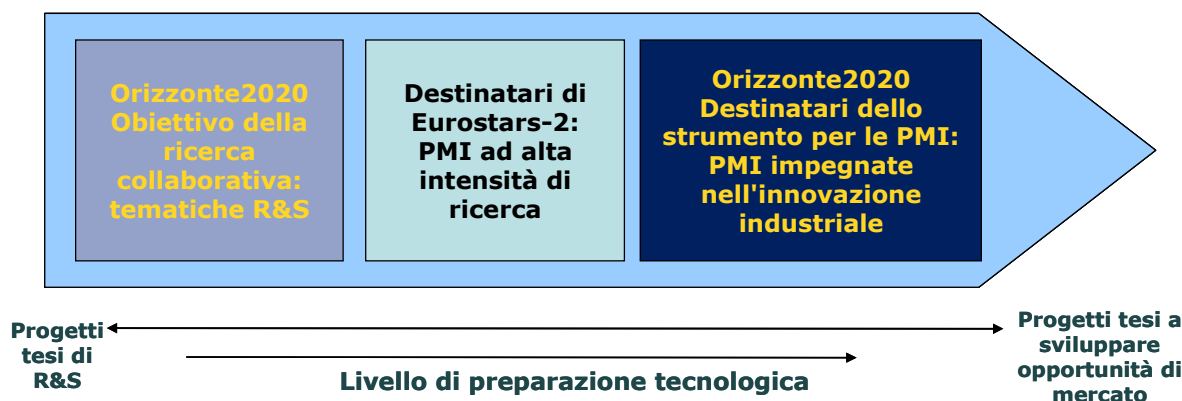 Orizzonte2020
Obiettivo della
ricerca
collaborativa:
tematiche R&S
Destinatari di
Eurostars-2:
PMI ad alta
intensità di
ricerca
Orizzonte2020
Destinatari dello
strumento per le PMI:
PMI impegnate
nell'innovazione
industriale
Progetti
tesi di
R&S
Livello di preparazione tecnologica
Progetti tesi a
sviluppare
opportunità di
mercato